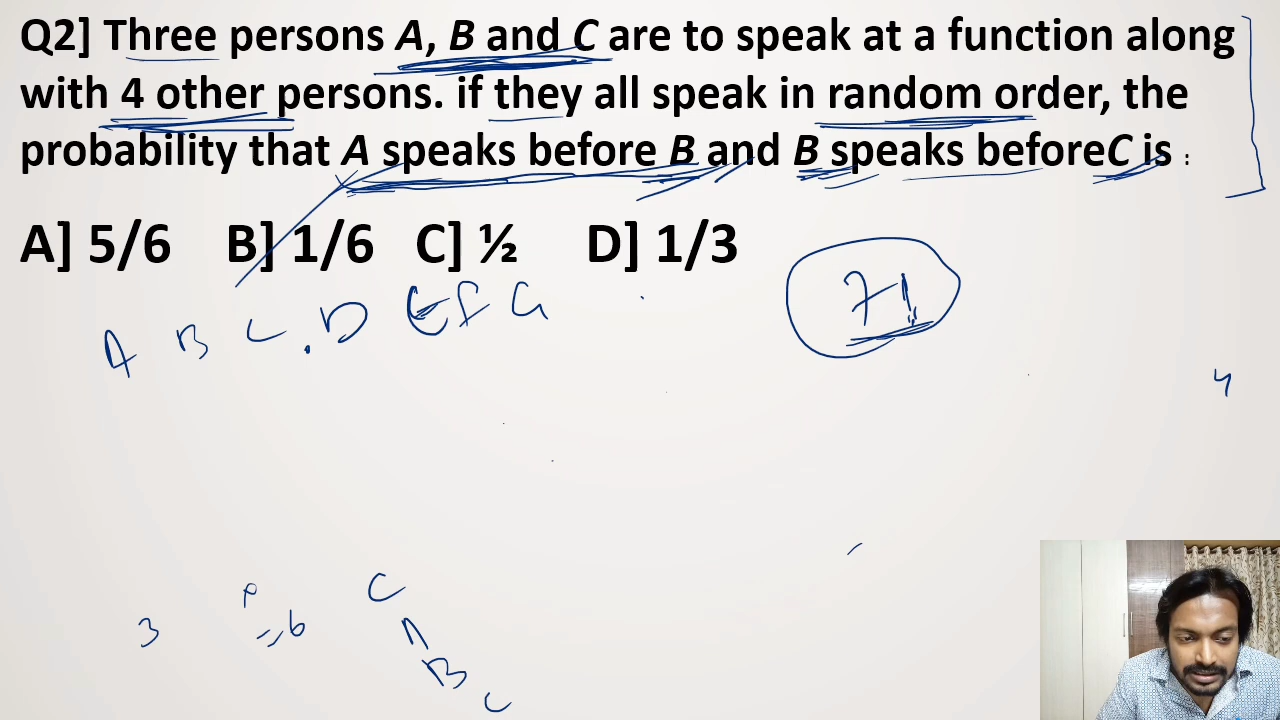 Q2] Three persons A, B and C are to speak at a function along
with 4 other persons. if they all speak in random order, the
probability that A speaks before B and B speaks beforeC is :
A] 5/6 B] 1/6 C] ½ D] 1/3
A B C . D E F G
7!
4
3 P = 6
C
A
B
C